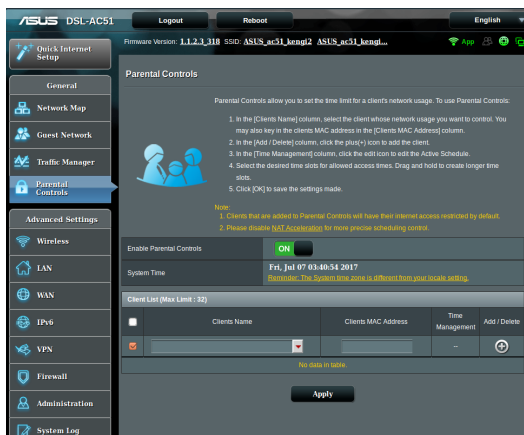 ASUS DSL-AC51 Logout Reboot English
Firmware Version: 1.1.2.3_318 SSID: ASUS_ac51_kengi2 ASUS_ac51_kengi... App
Quick Internet
Setup
General
Network Map
Guest Network
Traffic Manager
Parental
Controls
Advanced Settings
Wireless
LAN
WAN
IPv6
VPN
Firewall
Administration
System Log
Parental Controls
Parental Controls allow you to set the time limit for a client's network usage. To use Parental Controls:
1. In the [Clients Name] column, select the client whose network usage you want to control. You
may also key in the clients MAC address in the [Clients MAC Address] column.
2. In the [Add / Delete] column, click the plus(+) icon to add the client.
3. In the [Time Management] column, click the edit icon to edit the Active Schedule.
4. Select the desired time slots for allowed access times. Drag and hold to create longer time
slots.
5. Click [OK] to save the settings made.
Note:
1. Clients that are added to Parental Controls will have their internet access restricted by default.
2. Please disable NAT Acceleration for more precise scheduling control.
Enable Parental Controls ON
System Time Fri, Jul 07 03:40:54 2017
Reminder: The System time zone is different from your locale setting.
Client List (Max Limit : 32)
Clients Name Clients MAC Address Time
Management Add / Delete
--
No data in table.
Apply